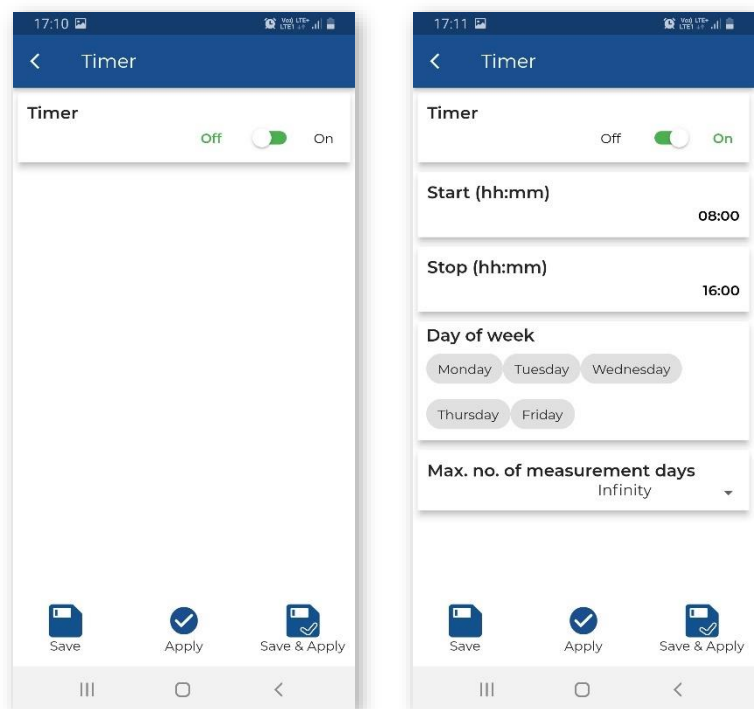 17:10
Timer
Timer
Off On
Save Apply Save & Apply
17:11
Timer
Timer
Off On
Start (hh:mm)
08:00
Stop (hh:mm)
16:00
Day of week
Monday Tuesday Wednesday
Thursday Friday
Max. no. of measurement days
Infinity
Save Apply Save & Apply